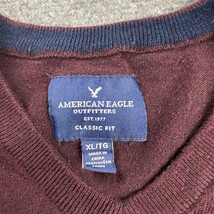 AMERICAN EAGLE
OUTFITTERS
EST. 1977
CLASSIC FIT
XL/TG
MADE IN
CHINA